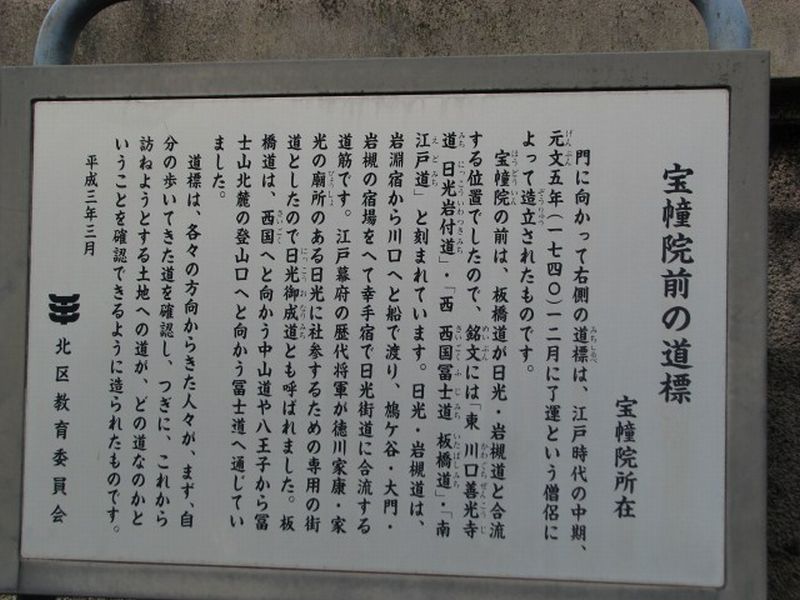 宝幢院前の道標
宝幢院所在
門に向かって右側の道標は、江戸時代の中期、
元文五年(一七四〇)一二月に了運という僧侶に
よって造立されたものです。
宝幢院の前は、板橋道が日光・岩槻道と合流
する位置でしたので、銘文には「東 川口善光寺
道 日光岩付道」・「西 西国冨士道 板橋道」・「南
江戸道」と刻まれています。日光・岩槻道は、
岩淵宿から川口へと船で渡り、鳩ケ谷・大門・
岩槻の宿場をへて幸手宿で日光街道に合流する
道筋です。江戸幕府の歴代将軍が徳川家康・家
光の廟所のある日光に社参するための専用の街
道としたので日光御成道とも呼ばれました。板
橋道は、西国へと向かう中山道や八王子から冨
士山北麓の登山口へと向かう冨士道へ通じてい
ました。
道標は、各々の方向からきた人々が、まず、自
分の歩いてきた道を確認し、つぎに、これから
訪ねようとする土地への道が、どの道なのかと
いうことを確認できるように造られたものです。
平成三年三月
北区教育委員会